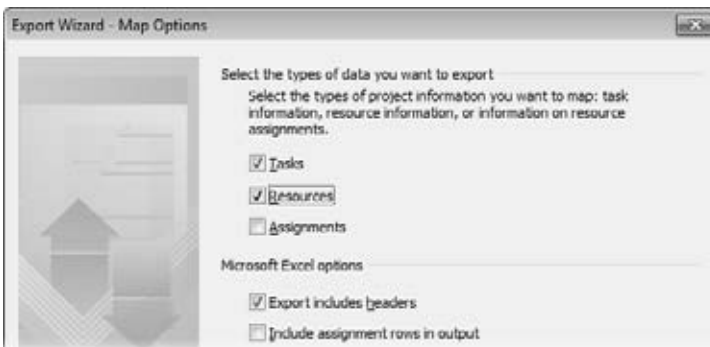 Export Wizard - Map Options
Select the types of data you want to export
Select the types of project information you want to map: task
information, resource information, or information on resource
assignments.
Tasks
Resources
Assignments
Microsoft Excel options
Export includes headers
Include assignment rows in output